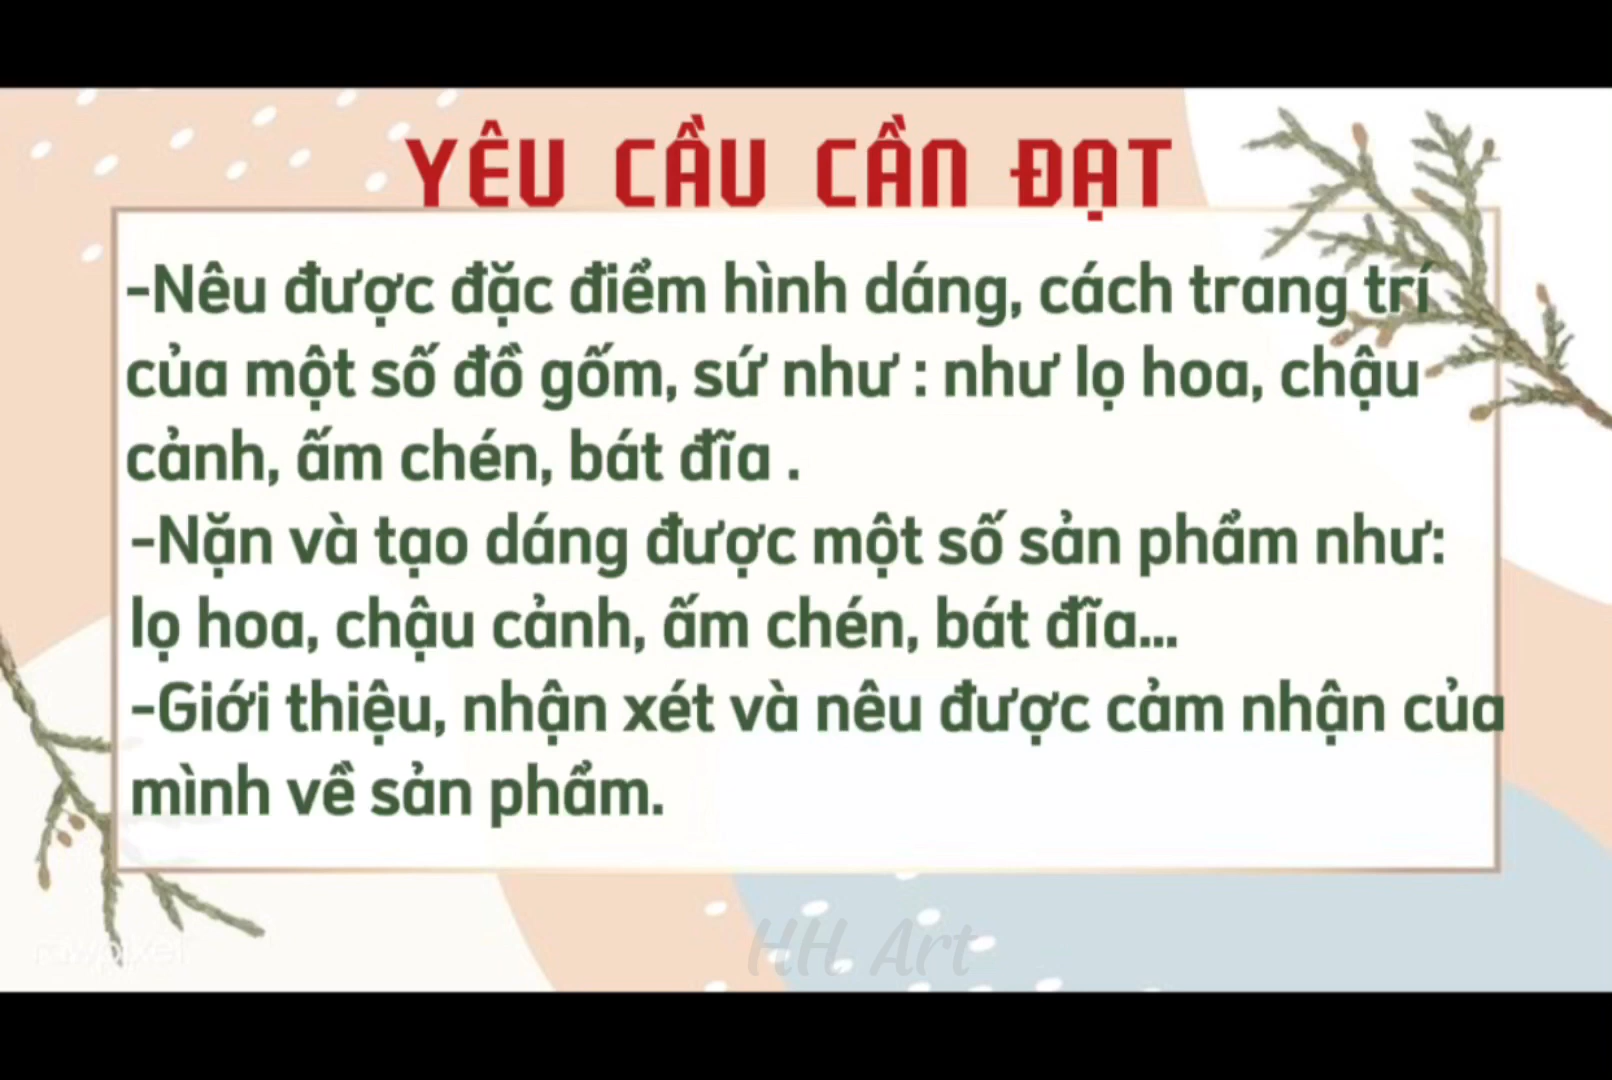 YÊU CẦU CẦN ĐẠT
-Nêu được đặc điểm hình dáng, cách trang trí
của một số đồ gốm, sứ như : như lọ hoa, chậu
cảnh, ấm chén, bát đĩa .
-Nặn và tạo dáng được một số sản phẩm như:
lọ hoa, chậu cảnh, ấm chén, bát đĩa...
-Giới thiệu, nhận xét và nêu được cảm nhận của
mình về sản phẩm.
HH Art
rawpixel